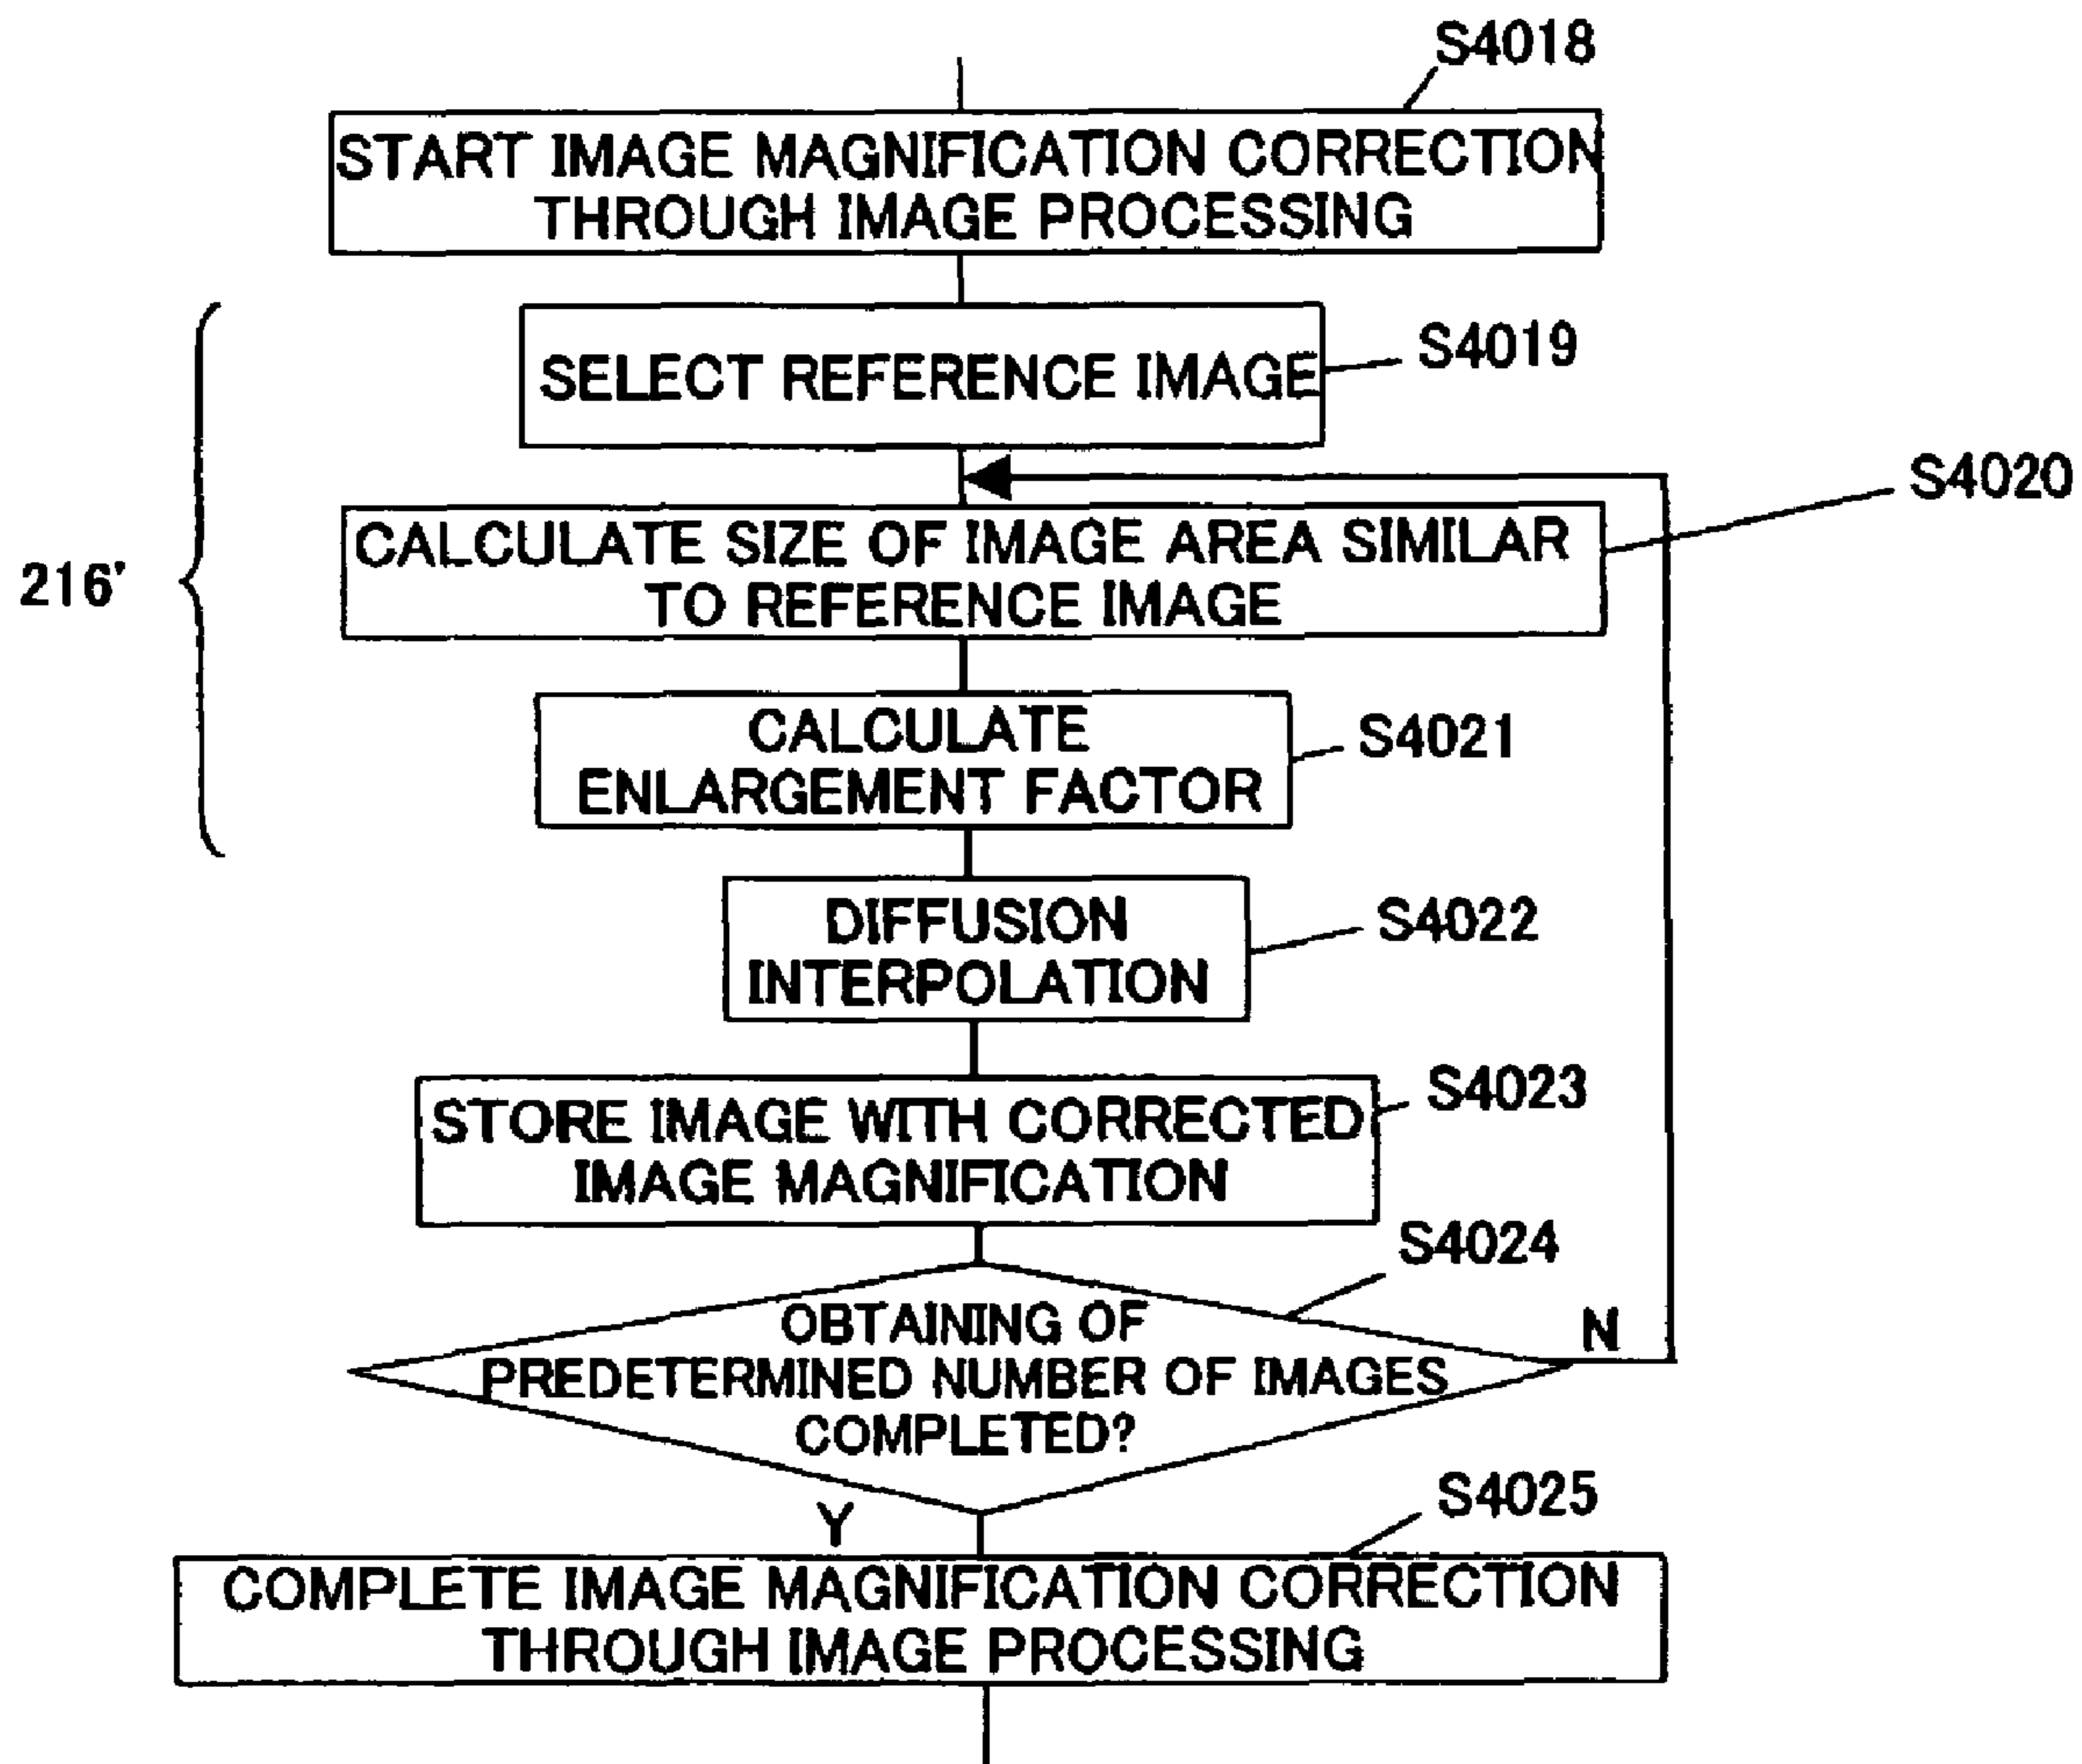 S4018
START IMAGE MAGNIFICATION CORRECTION
THROUGH IMAGE PROCESSING
SELECT REFERENCE IMAGE
S4019
S4020
CALCULATE SIZE OF IMAGE AREA SIMILAR
TO REFERENCE IMAGE
216'
CALCULATE
ENLARGEMENT FACTOR
S4021
DIFFUSION
INTERPOLATION
S4022
STORE IMAGE WITH CORRECTED
IMAGE MAGNIFICATION
S4023
S4024
OBTAINING OF
PREDETERMINED NUMBER OF IMAGES
COMPLETED?
N
Y
S4025
COMPLETE IMAGE MAGNIFICATION CORRECTION
THROUGH IMAGE PROCESSING